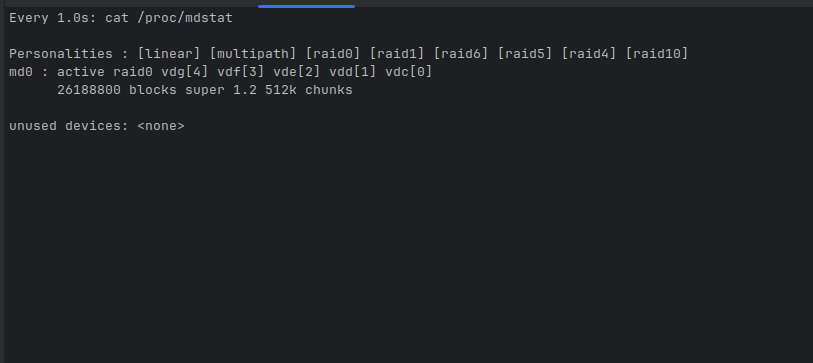 Every 1.0s: cat /proc/mdstat
Personalities : [linear] [multipath] [raid0] [raid1] [raid6] [raid5] [raid4] [raid10]
md0 : active raid0 vdg[4] vdf[3] vde[2] vdd[1] vdc[0]
26188800 blocks super 1.2 512k chunks
unused devices: <none>